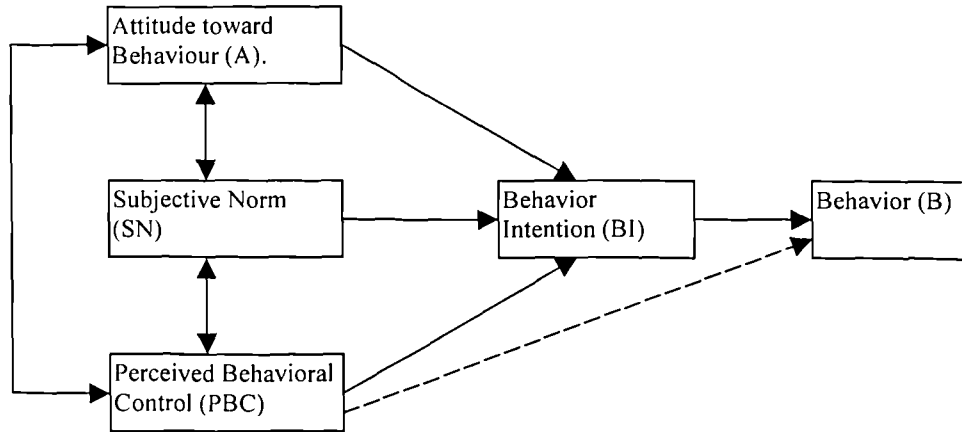 Attitude toward
Behaviour (A).
Subjective Norm
(SN)
Behavior
Intention (BI)
Behavior (B)
Perceived Behavioral
Control (PBC)